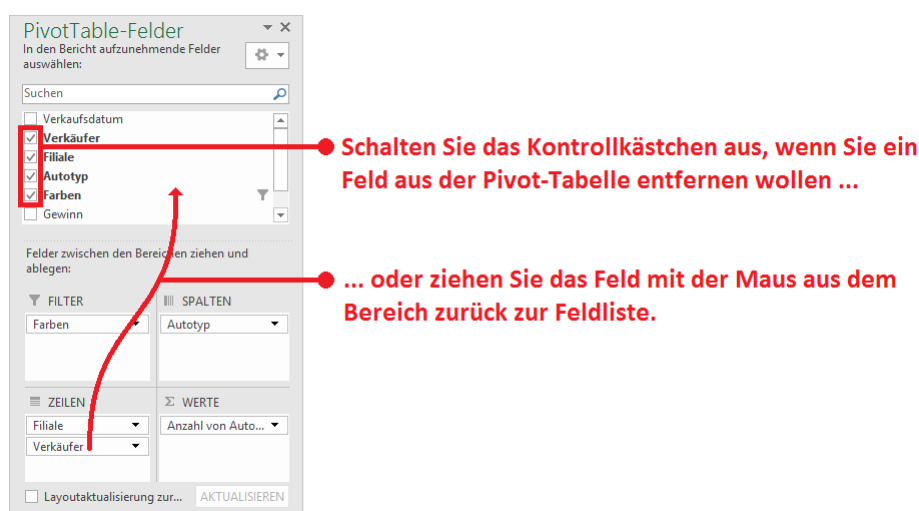 PivotTable-Felder
In den Bericht aufzunehmende Felder
auswählen:
Suchen
Verkaufsdatum
Verkäufer
Filiale
Autotyp
Farben
Gewinn
Schalten Sie das Kontrollkästchen aus, wenn Sie ein
Feld aus der Pivot-Tabelle entfernen wollen ...
Felder zwischen den Bereichen ziehen und
ablegen:
... oder ziehen Sie das Feld mit der Maus aus dem
Bereich zurück zur Feldliste.
FILTER
SPALTEN
Farben
Autotyp
ZEILEN
Σ WERTE
Filiale
Anzahl von Auto...
Verkäufer
Layoutaktualisierung zur...
AKTUALISIEREN